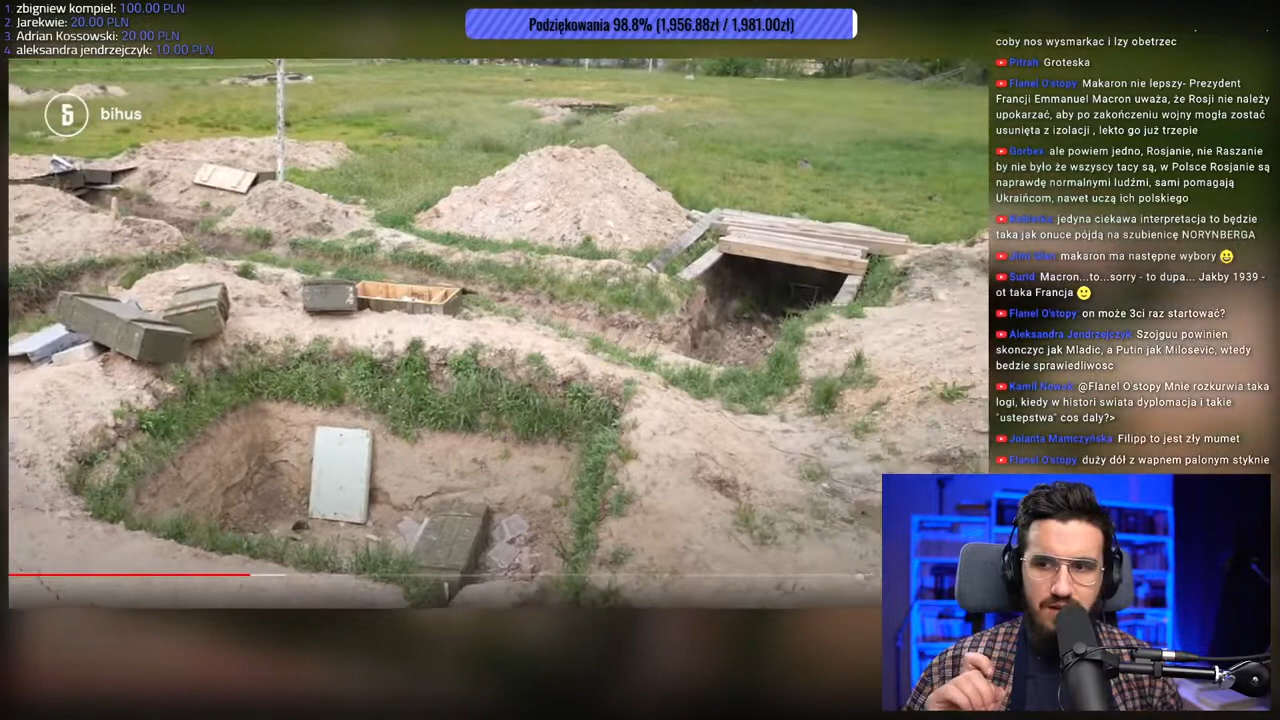 1. zbigniew kompiel: 100.00 PLN
2. Jarekwie: 20.00 PLN
3. Adrian Kossowski: 20.00 PLN
4. aleksandra jendrzejczyk: 10.00 PLN
Podziękowania 98.8% (1,956.88zł / 1,981.00zł)
bihus
coby nos wysmarkac i lzy obetrzec
Pitrah Groteska
Flanel O'stopy Makaron nie lepszy- Prezydent
Francji Emmanuel Macron uważa, że Rosji nie należy
upokarzać, aby po zakończeniu wojny mogła zostać
usunięta z izolacji , lekto go już trzepie
Gorbex ale powiem jedno, Rosjanie, nie Raszanie
by nie było że wszyscy tacy są, w Polsce Rosjanie są
naprawdę normalnymi ludźmi, sami pomagają
Ukraińcom, nawet uczą ich polskiego
jedyna ciekawa interpretacja to będzie
taka jak onuce pójdą na szubienicę NORYNBERGA
makaron ma następne wybory
Surid Macron...to...sorry - to dupa... Jakby 1939 -
ot taka Francja
Flanel O'stopy on może 3ci raz startować?
Aleksandra Jendrzejczyk Szojguu powinien
skonczyc jak Mladic, a Putin jak Milosevic, wtedy
bedzie sprawiedliwosc
Kamil Nowak @Flanel O'stopy Mnie rozkurwia taka
logi, kiedy w histori swiata dyplomacja i takie
"ustepstwa" cos daly?>
Jolanta Mamczyńska Filipp to jest zły mumet
Flanel O'stopy duży dół z wapnem palonym styknie